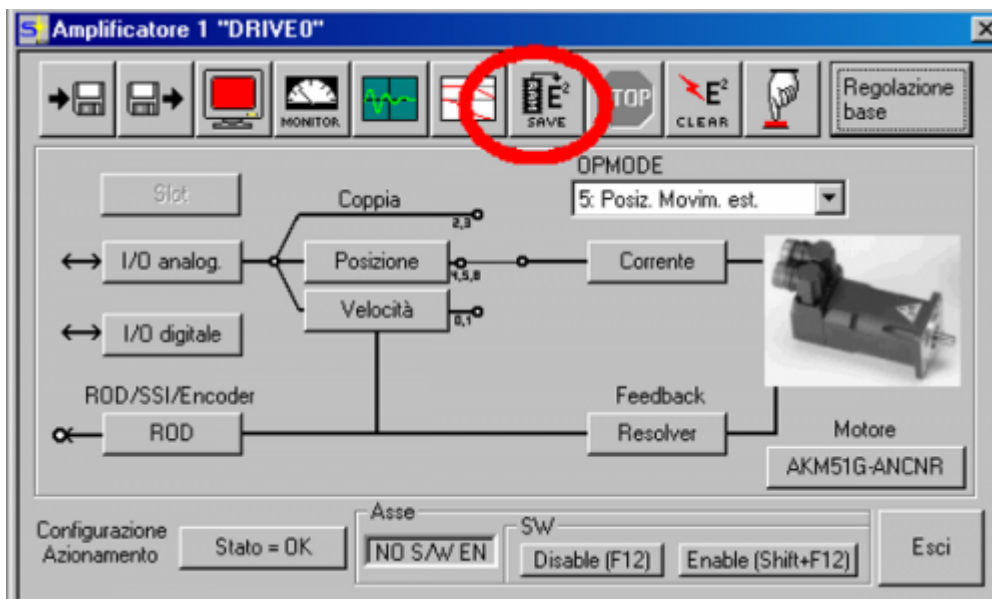 Amplificatore 1 "DRIVE0"
MONITOR
RAM E²
SAVE
STOP
E²
CLEAR
Regolazione
base
OPMODE
5: Posiz. Movim. est.
Slot
Coppia
2,3
I/O analog.
Posizione
4,5,8
Corrente
Velocità
0,1
I/O digitale
ROD/SSI/Encoder
ROD
Feedback
Resolver
Motore
AKM51G-ANCNR
Configurazione
Azionamento
Stato = OK
Asse
NO S/W EN
SW
Disable (F12)
Enable (Shift+F12)
Esci